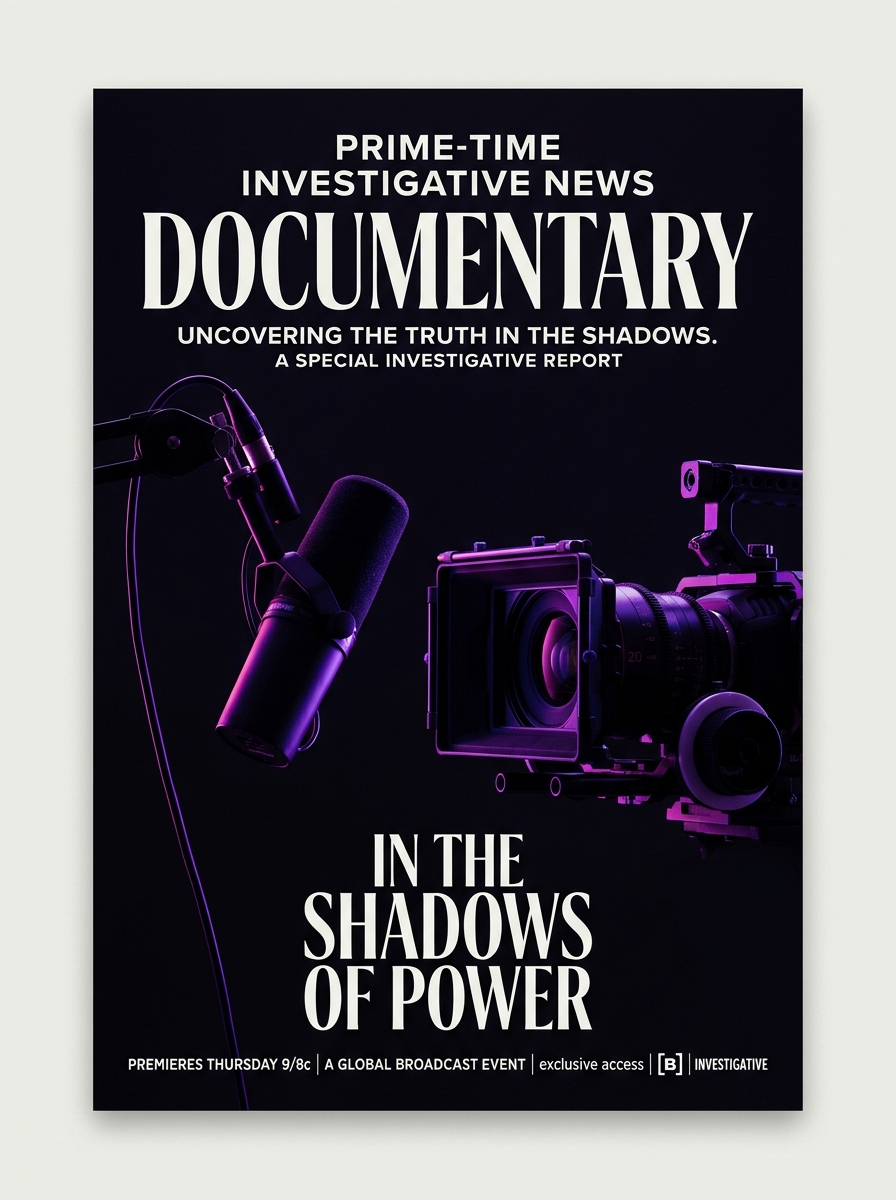 PRIME-TIME
INVESTIGATIVE NEWS
DOCUMENTARY
UNCOVERING THE TRUTH IN THE SHADOWS.
A SPECIAL INVESTIGATIVE REPORT
20
IN THE
SHADOWS
OF POWER
PREMIERES THURSDAY 9/8c | A GLOBAL BROADCAST EVENT | exclusive access | [B] | INVESTIGATIVE